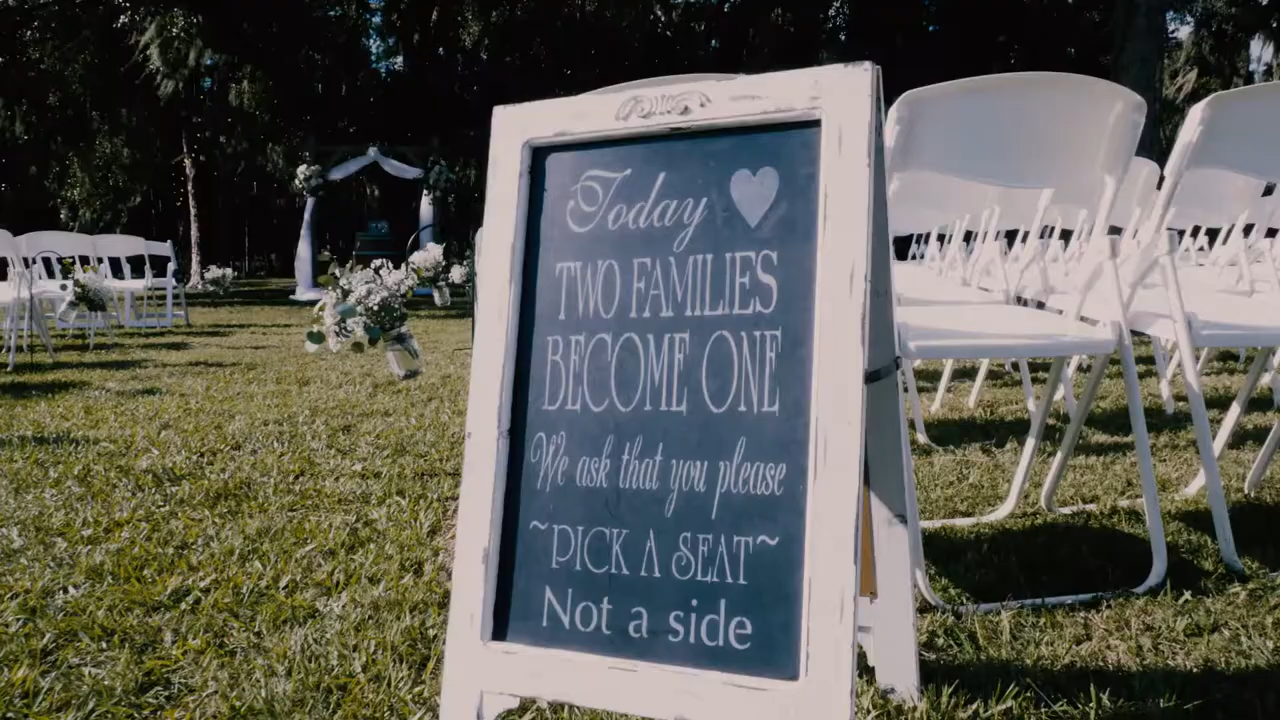 Today
TWO FAMILIES
BECOME ONE
We ask that you please
~PICK A SEAT~
Not a side